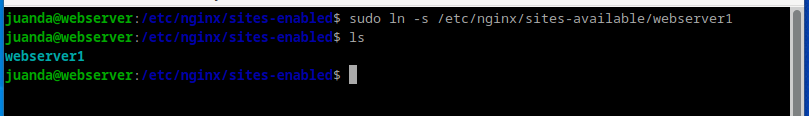 juanda@webserver:/etc/nginx/sites-enabled$ sudo ln -s /etc/nginx/sites-available/webserver1
juanda@webserver:/etc/nginx/sites-enabled$ ls
webserver1
juanda@webserver:/etc/nginx/sites-enabled$